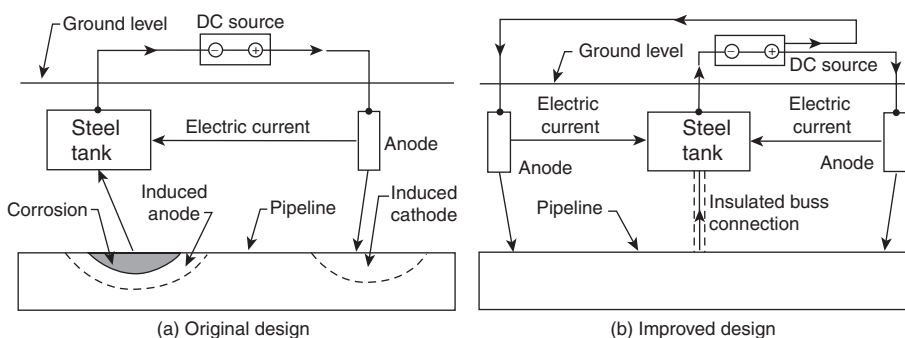 Ground level
DC source
− +
Steel
tank
Electric current
Anode
Corrosion
Induced
anode
Pipeline
Induced
cathode
(a) Original design
Ground level
− +
DC source
Electric
current
Steel
tank
Electric
current
Anode
Anode
Pipeline
Insulated buss
connection
(b) Improved design